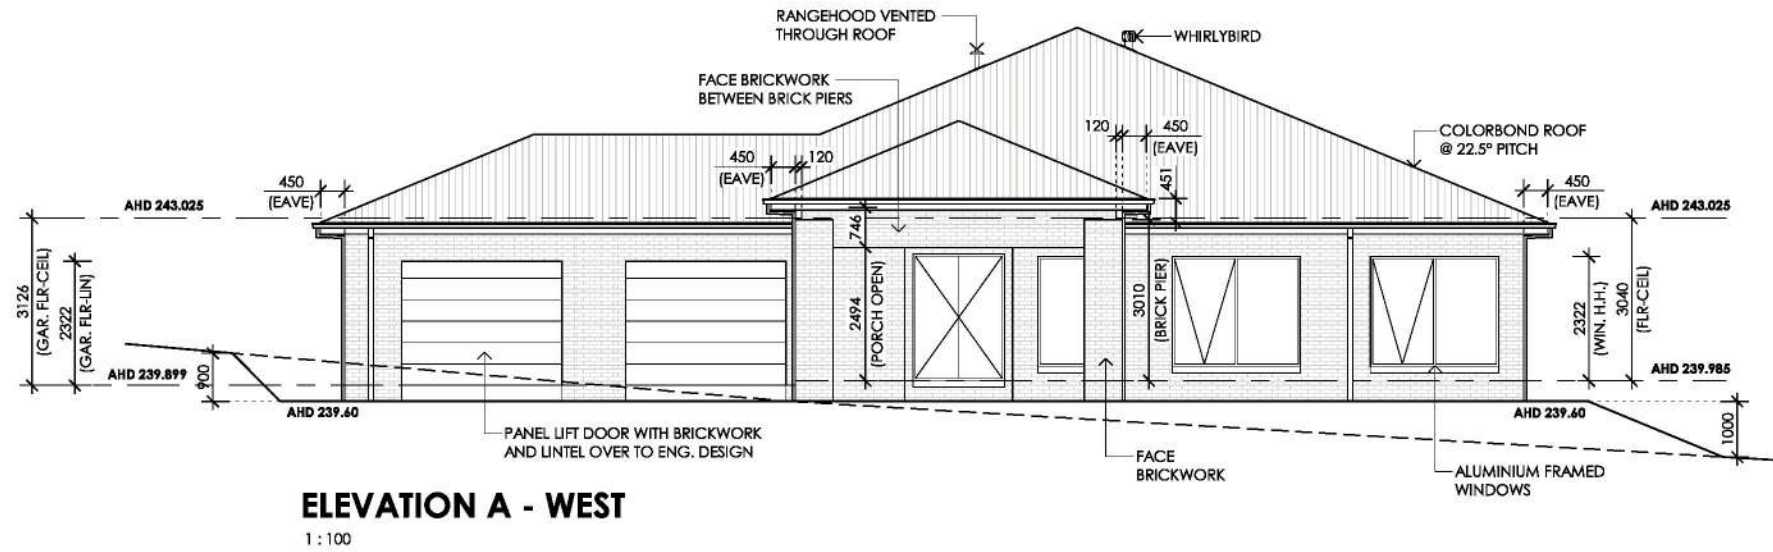 RANGEHOOD VENTED
THROUGH ROOF
WHIRLYBIRD
FACE BRICKWORK
BETWEEN BRICK PIERS
COLORBOND ROOF
@ 22.5° PITCH
120
450
(EAVE)
450
(EAVE)
120
451
450
(EAVE)
450
(EAVE)
AHD 243.025
AHD 243.025
746
3126
(GAR. FLR-CEIL)
2322
(GAR. FLR-LIN)
2494
(PORCH OPEN)
3010
(BRICK PIER)
2322
(WIN. H.H.)
3040
(FLR-CEIL)
AHD 239.899
900
AHD 239.985
AHD 239.60
AHD 239.60
1000
PANEL LIFT DOOR WITH BRICKWORK
AND LINTEL OVER TO ENG. DESIGN
FACE
BRICKWORK
ALUMINIUM FRAMED
WINDOWS
ELEVATION A - WEST
1 : 100